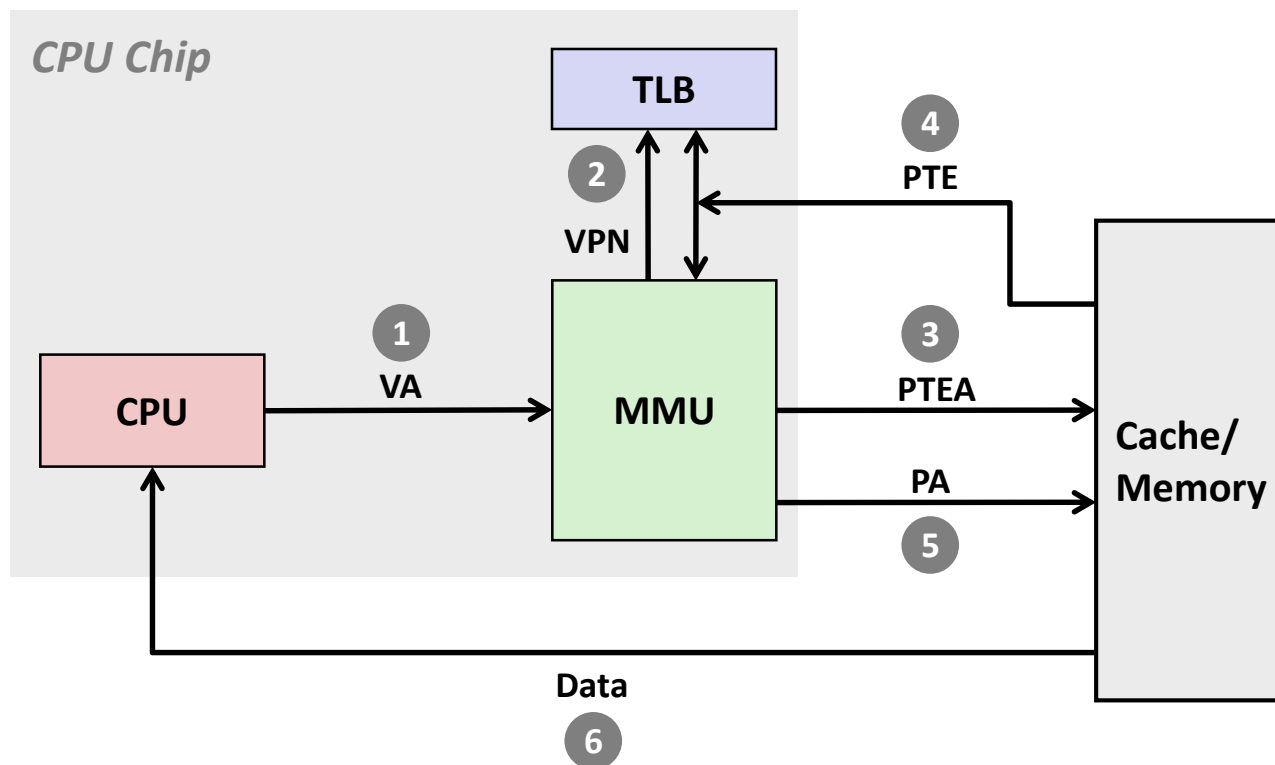 CPU Chip
TLB
4
2
PTE
VPN
1
3
VA
PTEA
CPU
MMU
Cache/
Memory
PA
5
Data
6